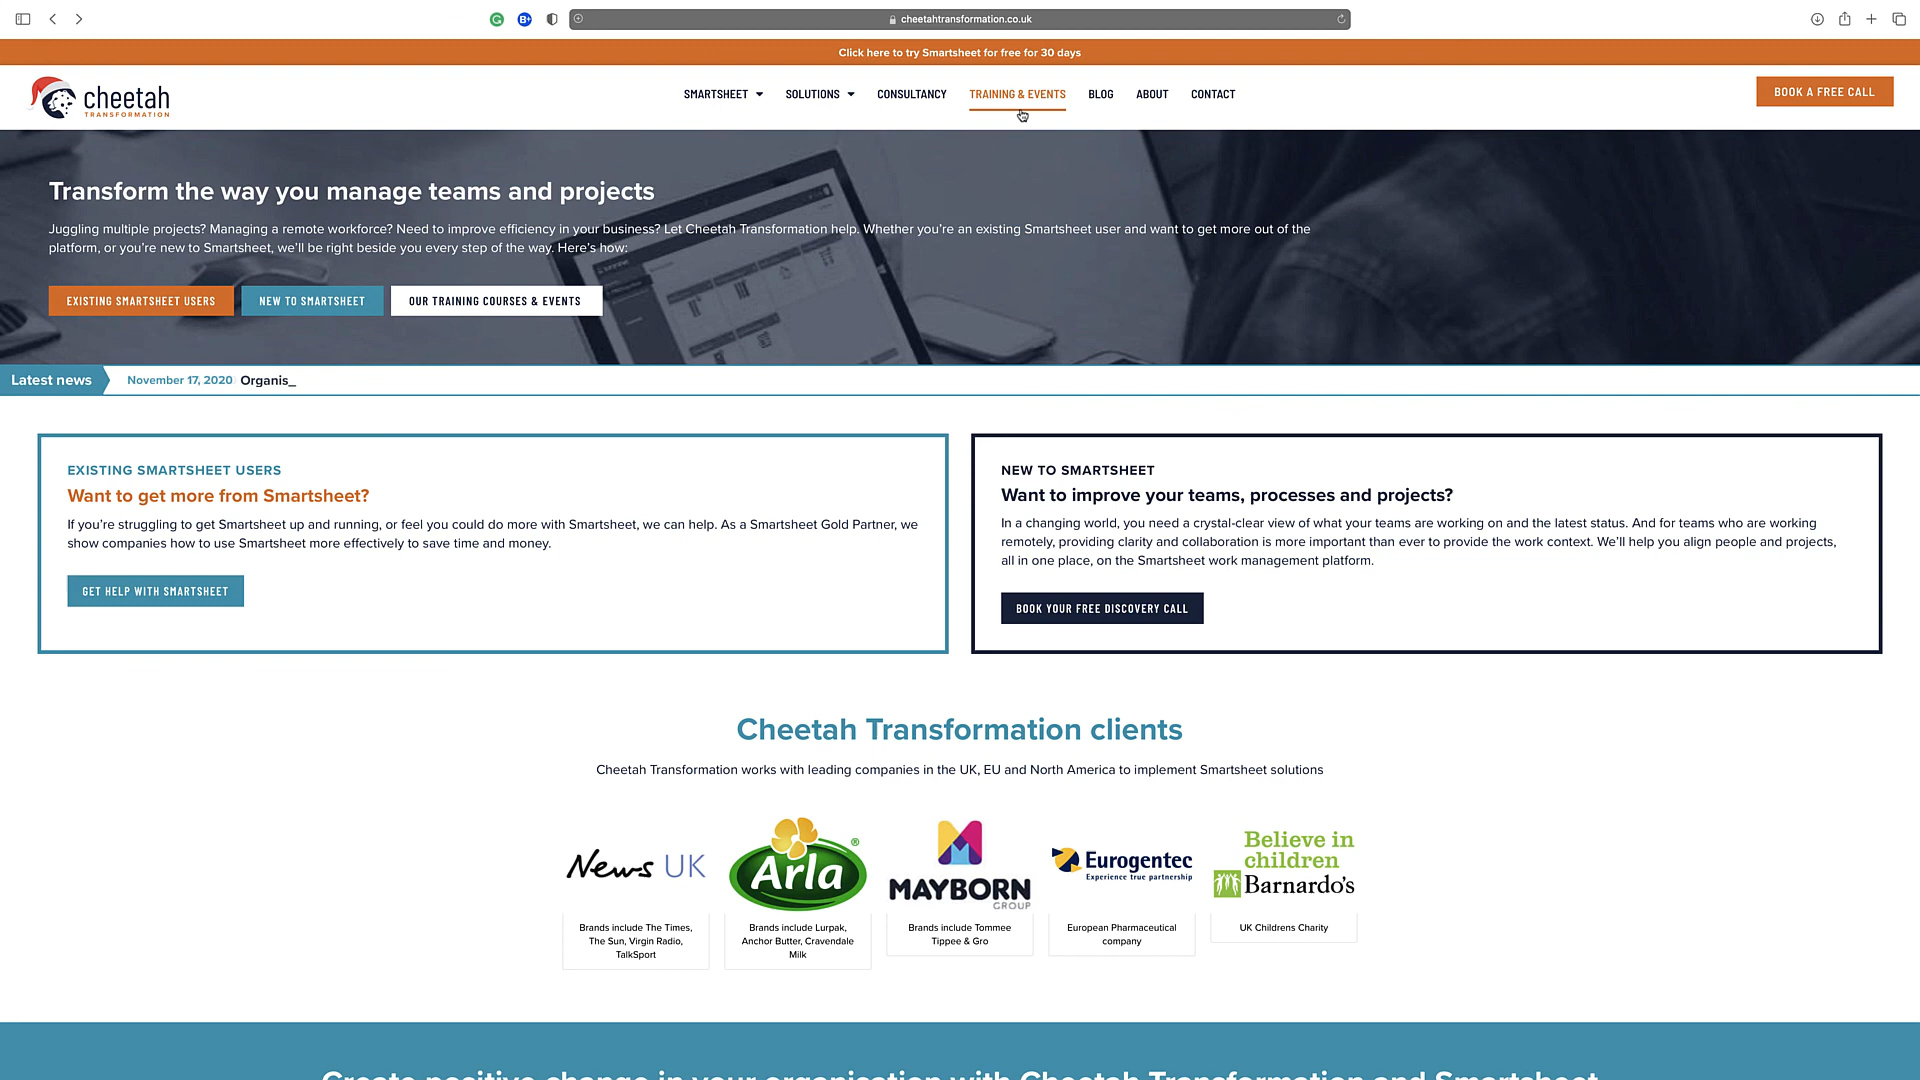 cheetahtransformation.co.uk
Click here to try Smartsheet for free for 30 days
cheetah
TRANSFORMATION
SMARTSHEET
SOLUTIONS
CONSULTANCY
TRAINING & EVENTS
BLOG
ABOUT
CONTACT
BOOK A FREE CALL
Transform the way you manage teams and projects
Juggling multiple projects? Managing a remote workforce? Need to improve efficiency in your business? Let Cheetah Transformation help. Whether you're an existing Smartsheet user and want to get more out of the
platform, or you're new to Smartsheet, we'll be right beside you every step of the way. Here's how:
EXISTING SMARTSHEET USERS
NEW TO SMARTSHEET
OUR TRAINING COURSES & EVENTS
Latest news
November 17, 2020 Organis_
EXISTING SMARTSHEET USERS
Want to get more from Smartsheet?
If you're struggling to get Smartsheet up and running, or feel you could do more with Smartsheet, we can help. As a Smartsheet Gold Partner, we
show companies how to use Smartsheet more effectively to save time and money.
GET HELP WITH SMARTSHEET
NEW TO SMARTSHEET
Want to improve your teams, processes and projects?
In a changing world, you need a crystal-clear view of what your teams are working on and the latest status. And for teams who are working
remotely, providing clarity and collaboration is more important than ever to provide the work context. We'll help you align people and projects,
all in one place, on the Smartsheet work management platform.
BOOK YOUR FREE DISCOVERY CALL
Cheetah Transformation clients
Cheetah Transformation works with leading companies in the UK, EU and North America to implement Smartsheet solutions
News UK
Brands include The Times,
The Sun, Virgin Radio,
TalkSport
Arla ®
Brands include Lurpak,
Anchor Butter, Cravendale
Milk
MAYBORN
GROUP
Brands include Tommee
Tippee & Gro
Eurogentec
Experience true partnership
European Pharmaceutical
company
Believe in
children
Barnardo's
UK Childrens Charity
Create positive change in your organisation with Cheetah Transformation and Smartsheet